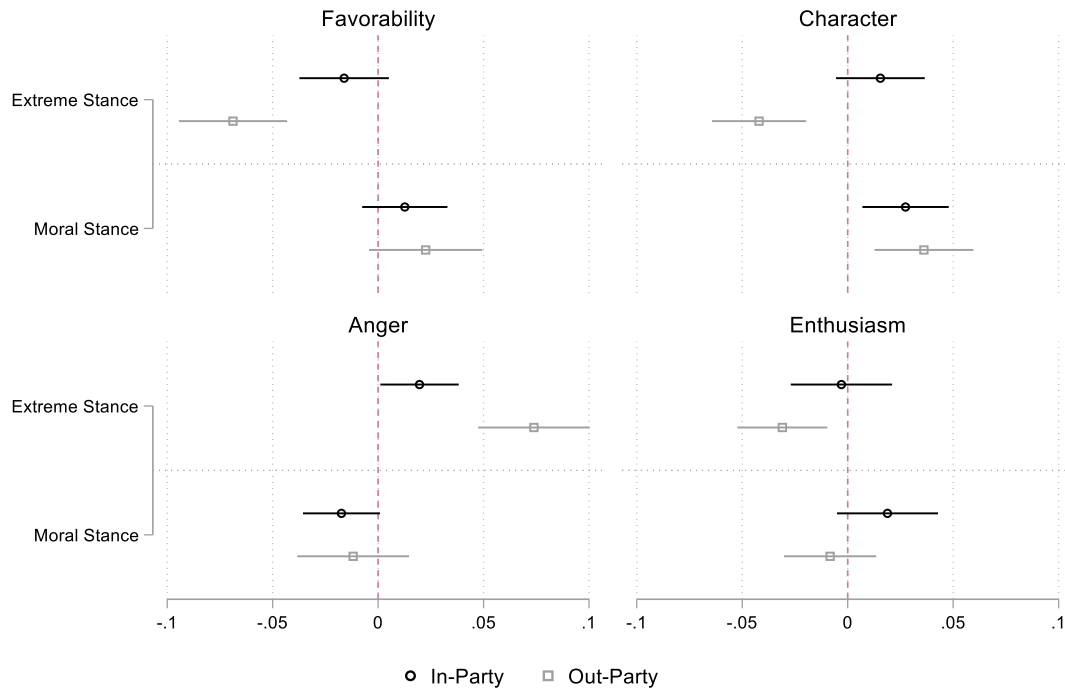 Favorability
Character
Extreme Stance
Moral Stance
Anger
Enthusiasm
Extreme Stance
Moral Stance
-.1 -.05 0 .05 .1
-.1 -.05 0 .05 .1
In-Party Out-Party